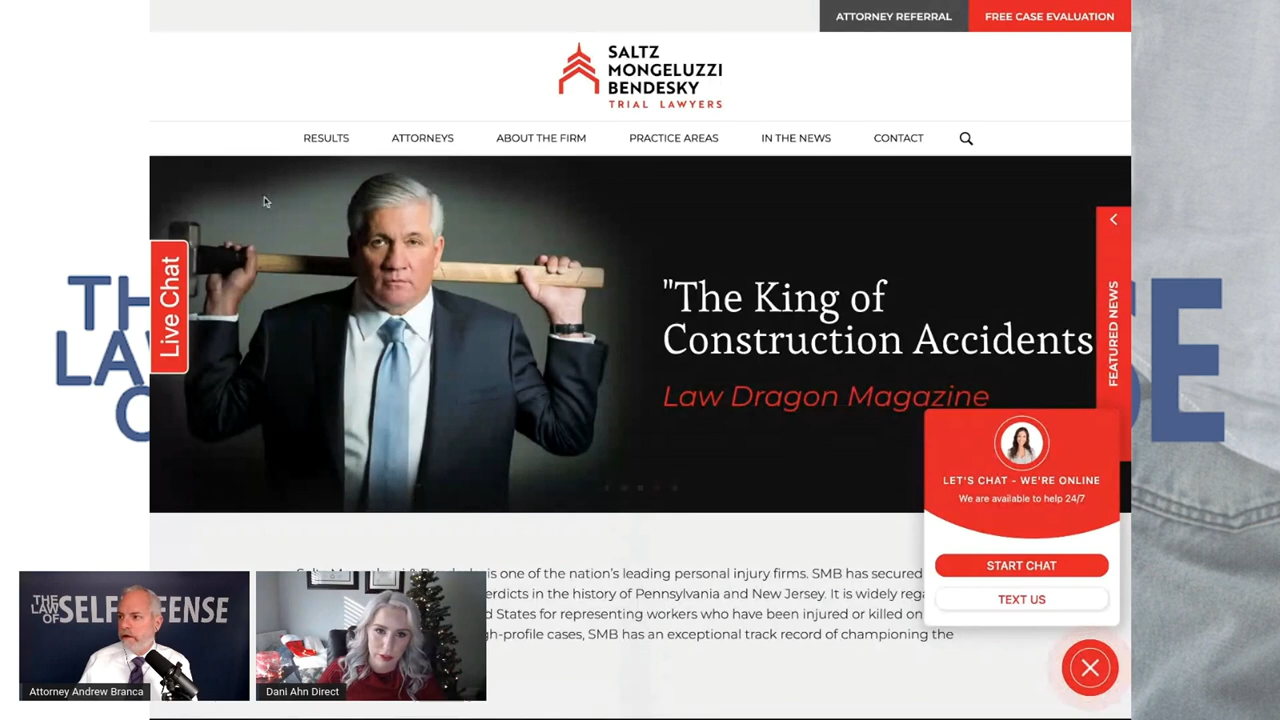 ATTORNEY REFERRAL
FREE CASE EVALUATION
SALTZ
MONGELUZZI
BENDESKY
TRIAL LAWYERS
RESULTS
ATTORNEYS
ABOUT THE FIRM
PRACTICE AREAS
IN THE NEWS
CONTACT
Live Chat
"The King of
Construction Accidents
Law Dragon Magazine
FEATURED NEWS
LET'S CHAT - WE'RE ONLINE
We are available to help 24/7
START CHAT
TEXT US
is one of the nation's leading personal injury firms. SMB has secured
in the history of Pennsylvania and New Jersey. It is widely
States for representing workers who have been injured or killed on
cases, SMB has an exceptional track record of championing the
THE
LAW
OF
SELF DEFENSE
Attorney Andrew Branca
Dani Ahn Direct